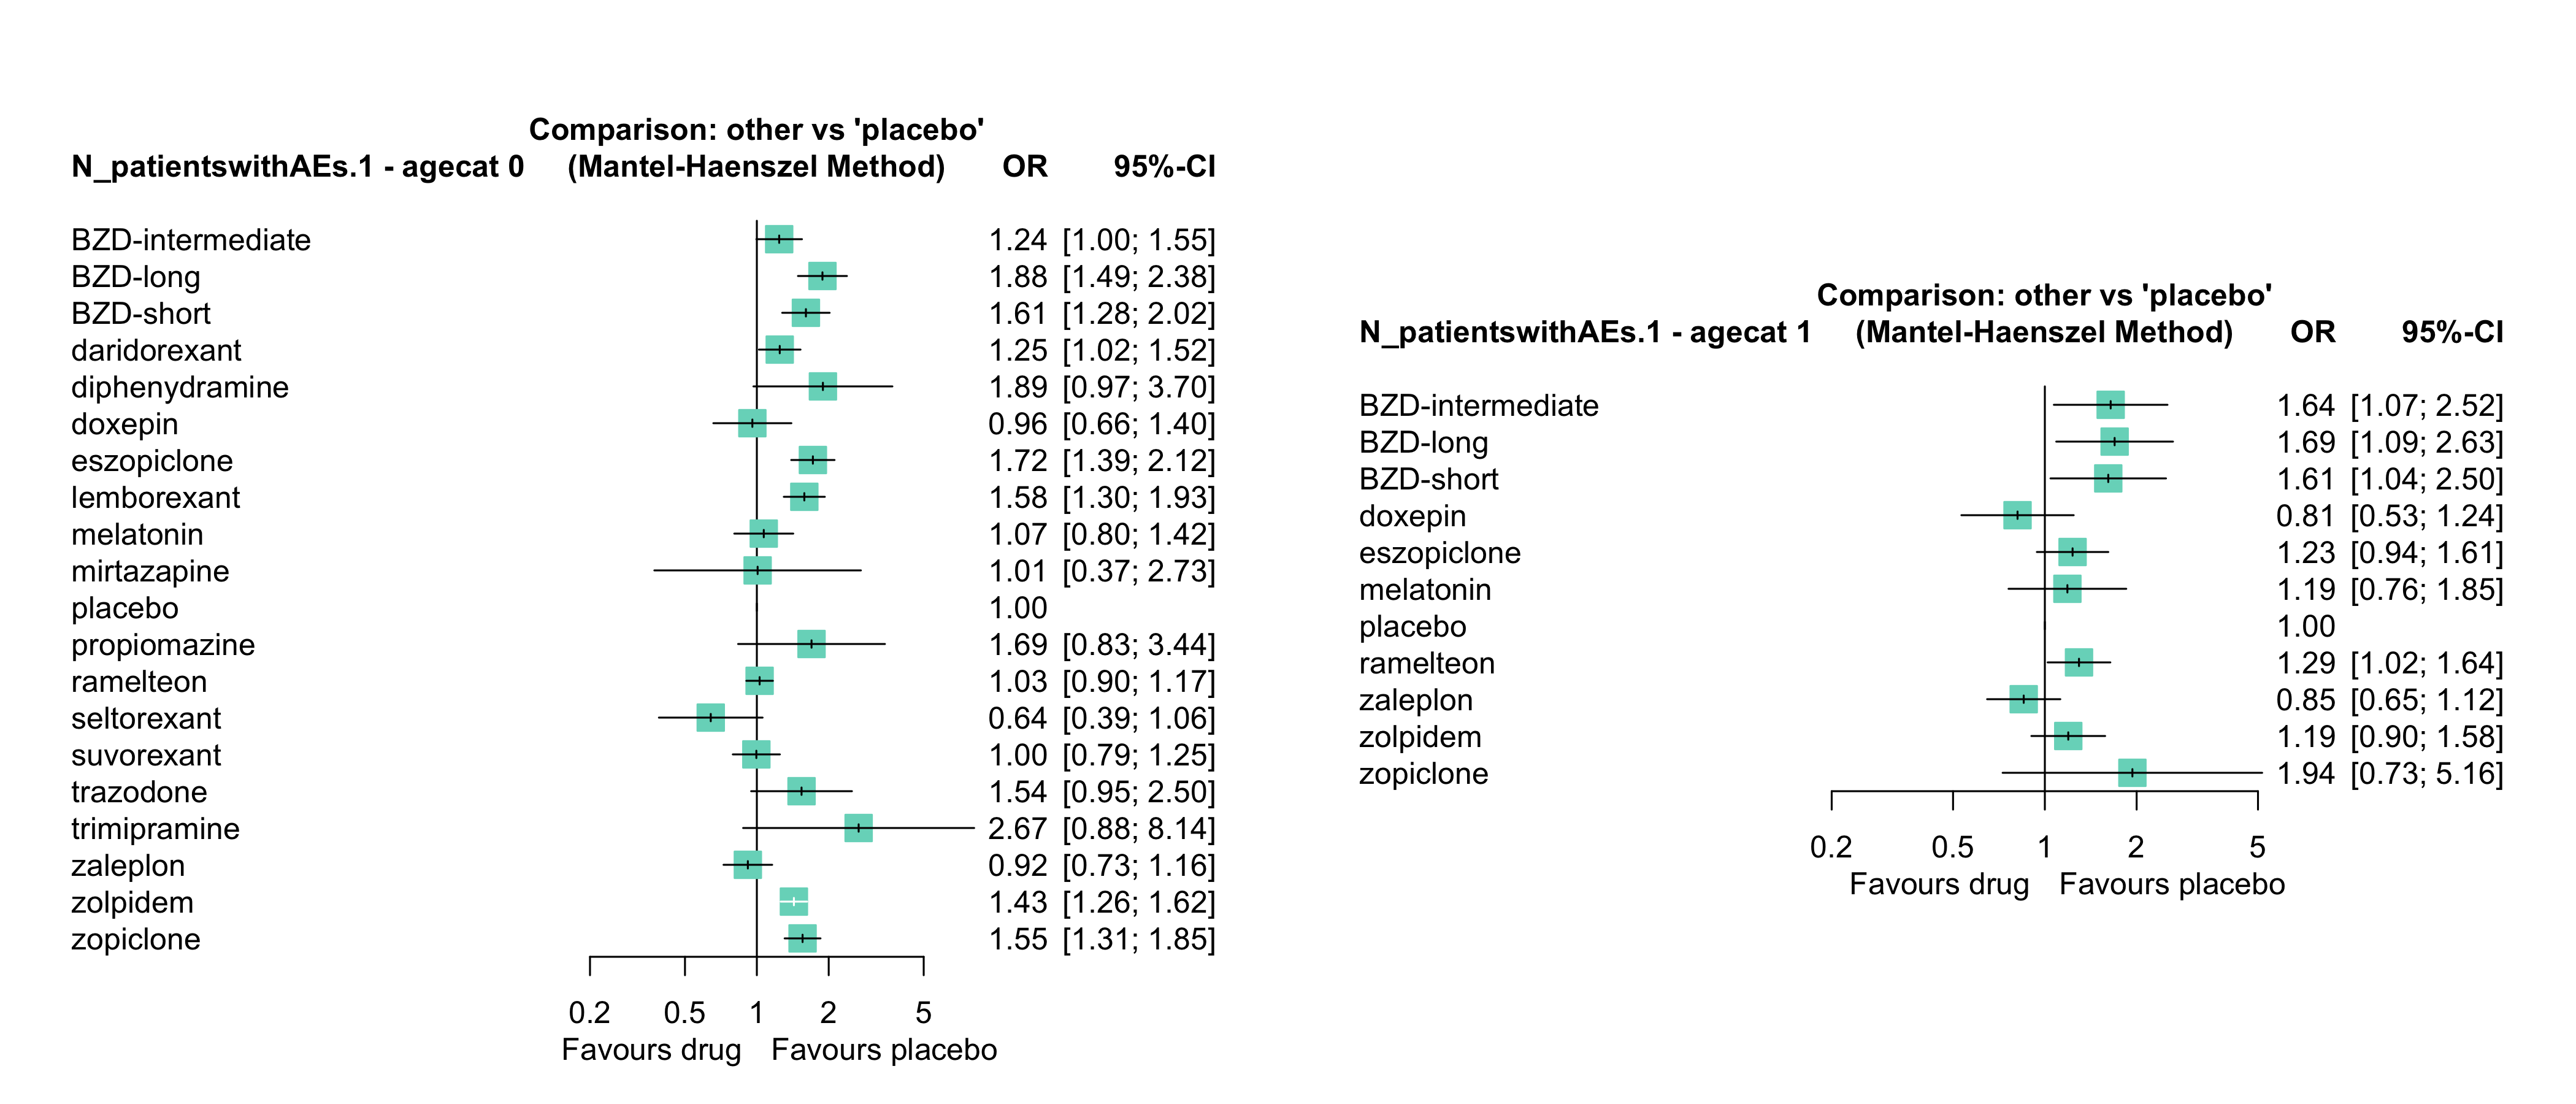 Comparison: other vs 'placebo'
N_patientswithAEs.1 - agecat 0 (Mantel-Haenszel Method) OR 95%-CI
BZD-intermediate 1.24 [1.00; 1.55]
BZD-long 1.88 [1.49; 2.38]
BZD-short 1.61 [1.28; 2.02]
daridorexant 1.25 [1.02; 1.52]
diphenydramine 1.89 [0.97; 3.70]
doxepin 0.96 [0.66; 1.40]
eszopiclone 1.72 [1.39; 2.12]
lemborexant 1.58 [1.30; 1.93]
melatonin 1.07 [0.80; 1.42]
mirtazapine 1.01 [0.37; 2.73]
placebo 1.00
propiomazine 1.69 [0.83; 3.44]
ramelteon 1.03 [0.90; 1.17]
seltorexant 0.64 [0.39; 1.06]
suvorexant 1.00 [0.79; 1.25]
trazodone 1.54 [0.95; 2.50]
trimipramine 2.67 [0.88; 8.14]
zaleplon 0.92 [0.73; 1.16]
zolpidem 1.43 [1.26; 1.62]
zopiclone 1.55 [1.31; 1.85]
0.2 0.5 1 2 5
Favours drug Favours placebo
Comparison: other vs 'placebo'
N_patientswithAEs.1 - agecat 1 (Mantel-Haenszel Method) OR 95%-CI
BZD-intermediate 1.64 [1.07; 2.52]
BZD-long 1.69 [1.09; 2.63]
BZD-short 1.61 [1.04; 2.50]
doxepin 0.81 [0.53; 1.24]
eszopiclone 1.23 [0.94; 1.61]
melatonin 1.19 [0.76; 1.85]
placebo 1.00
ramelteon 1.29 [1.02; 1.64]
zaleplon 0.85 [0.65; 1.12]
zolpidem 1.19 [0.90; 1.58]
zopiclone 1.94 [0.73; 5.16]
0.2 0.5 1 2 5
Favours drug Favours placebo